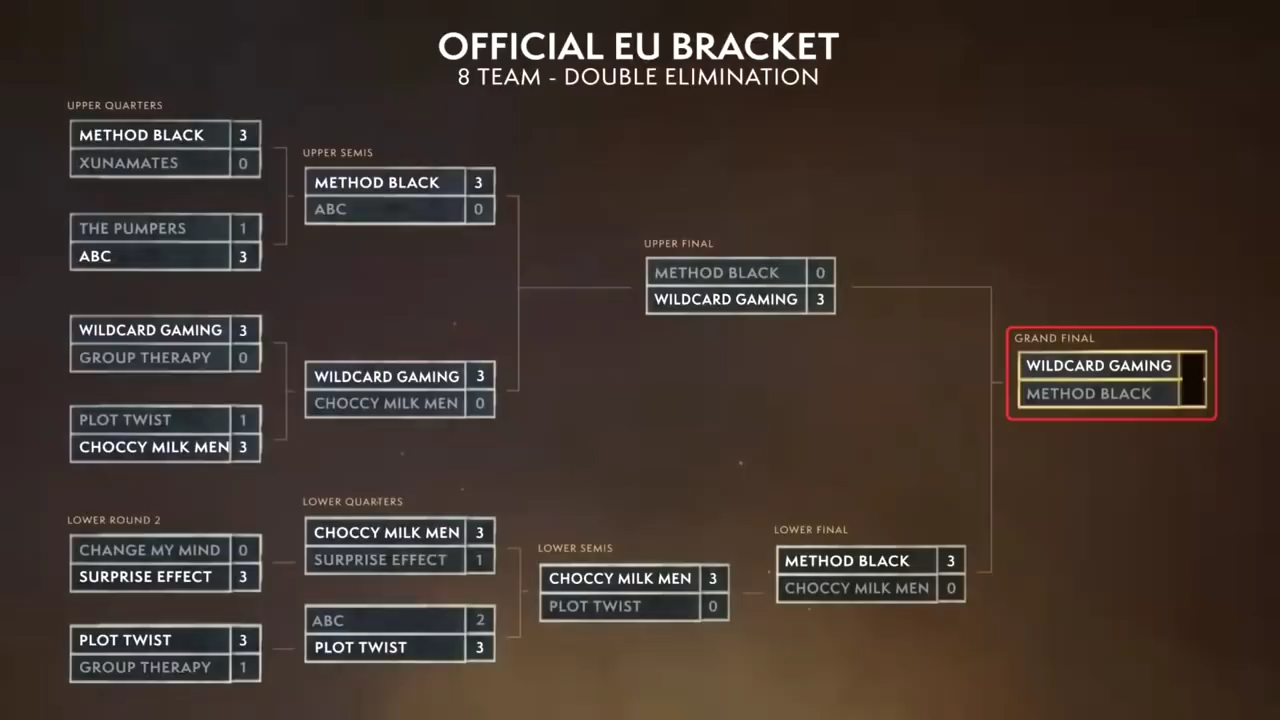 OFFICIAL EU BRACKET
8 TEAM - DOUBLE ELIMINATION
UPPER QUARTERS
METHOD BLACK 3
XUNAMATES 0
THE PUMPERS 1
ABC 3
WILDCARD GAMING 3
GROUP THERAPY 0
PLOT TWIST 1
CHOCCY MILK MEN 3
UPPER SEMIS
METHOD BLACK 3
ABC 0
WILDCARD GAMING 3
CHOCCY MILK MEN 0
UPPER FINAL
METHOD BLACK 0
WILDCARD GAMING 3
GRAND FINAL
WILDCARD GAMING
METHOD BLACK
LOWER ROUND 2
CHANGE MY MIND 0
SURPRISE EFFECT 3
PLOT TWIST 3
GROUP THERAPY 1
LOWER QUARTERS
CHOCCY MILK MEN 3
SURPRISE EFFECT 1
ABC 2
PLOT TWIST 3
LOWER SEMIS
CHOCCY MILK MEN 3
PLOT TWIST 0
LOWER FINAL
METHOD BLACK 3
CHOCCY MILK MEN 0